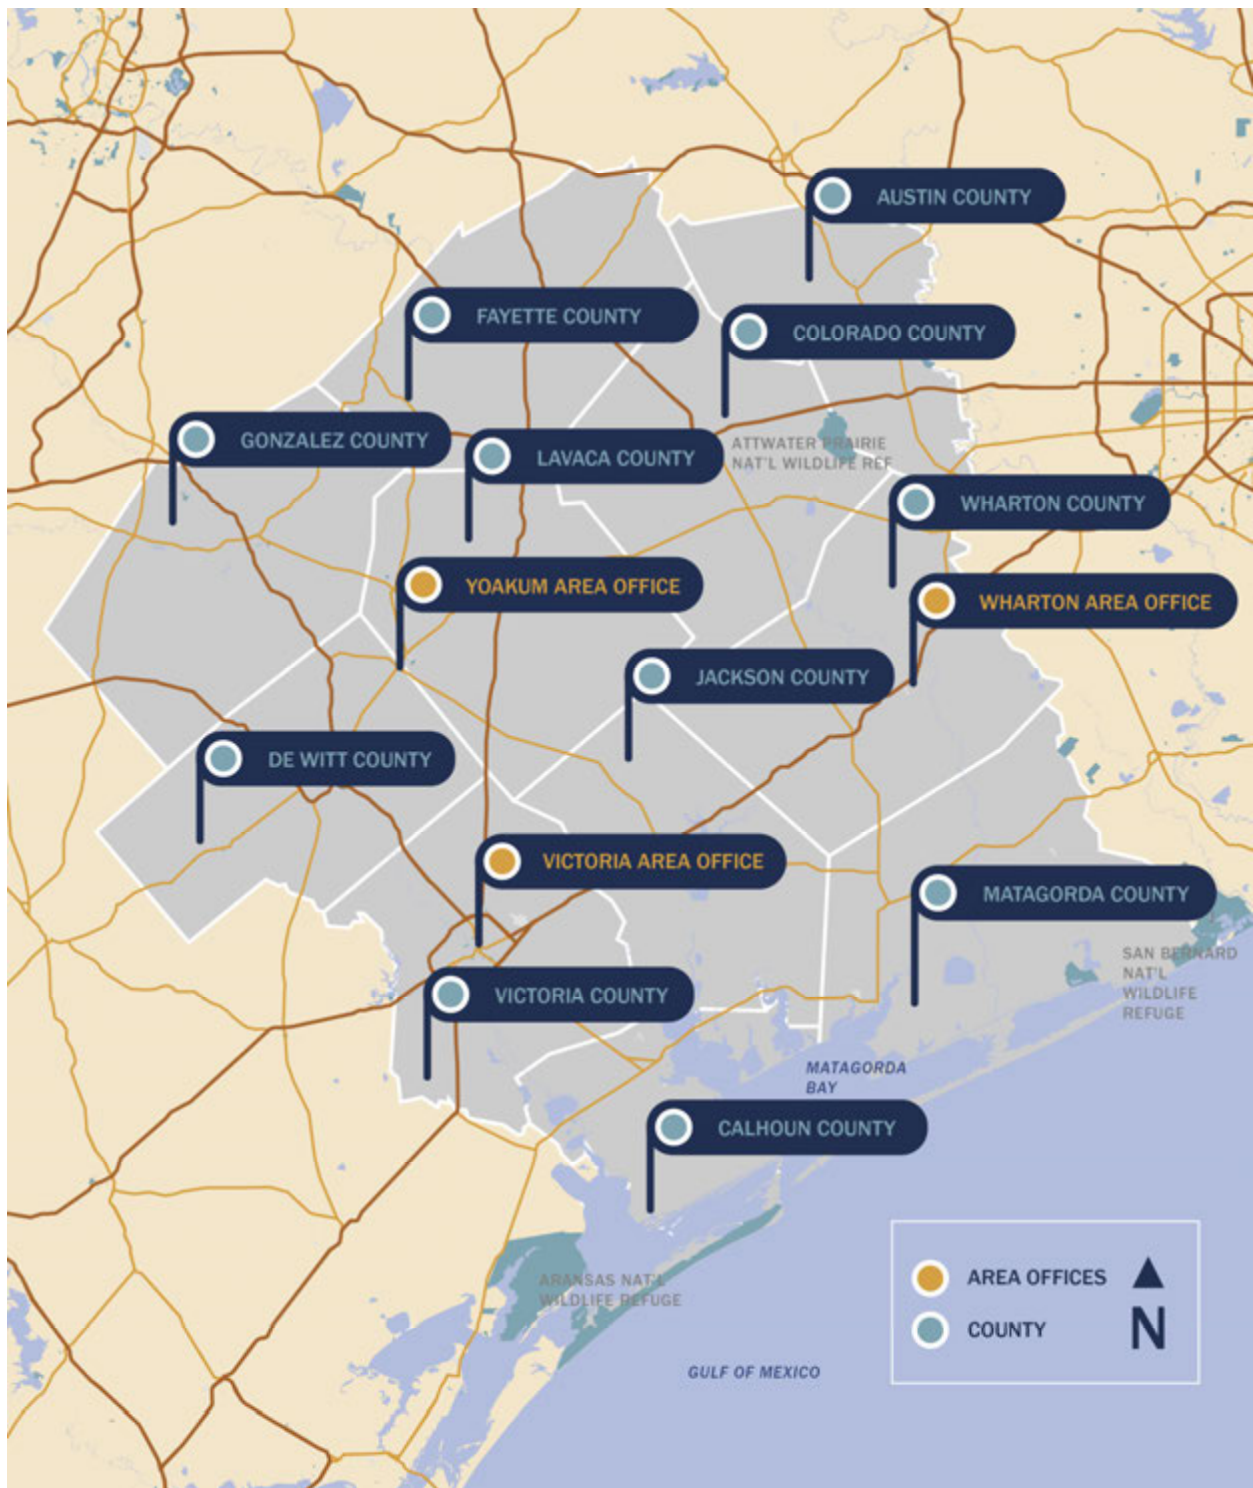 AUSTIN COUNTY
FAYETTE COUNTY
COLORADO COUNTY
GONZALEZ COUNTY
LAVACA COUNTY
ATTWATER PRAIRIE
NAT'L WILDLIFE REF
WHARTON COUNTY
YOAKUM AREA OFFICE
WHARTON AREA OFFICE
JACKSON COUNTY
DE WITT COUNTY
VICTORIA AREA OFFICE
MATAGORDA COUNTY
SAN BERNARD
NAT'L
WILDLIFE
REFUGE
VICTORIA COUNTY
MATAGORDA
BAY
CALHOUN COUNTY
ARANSAS NAT'L
WILDLIFE REFUGE
GULF OF MEXICO
AREA OFFICES
COUNTY
N